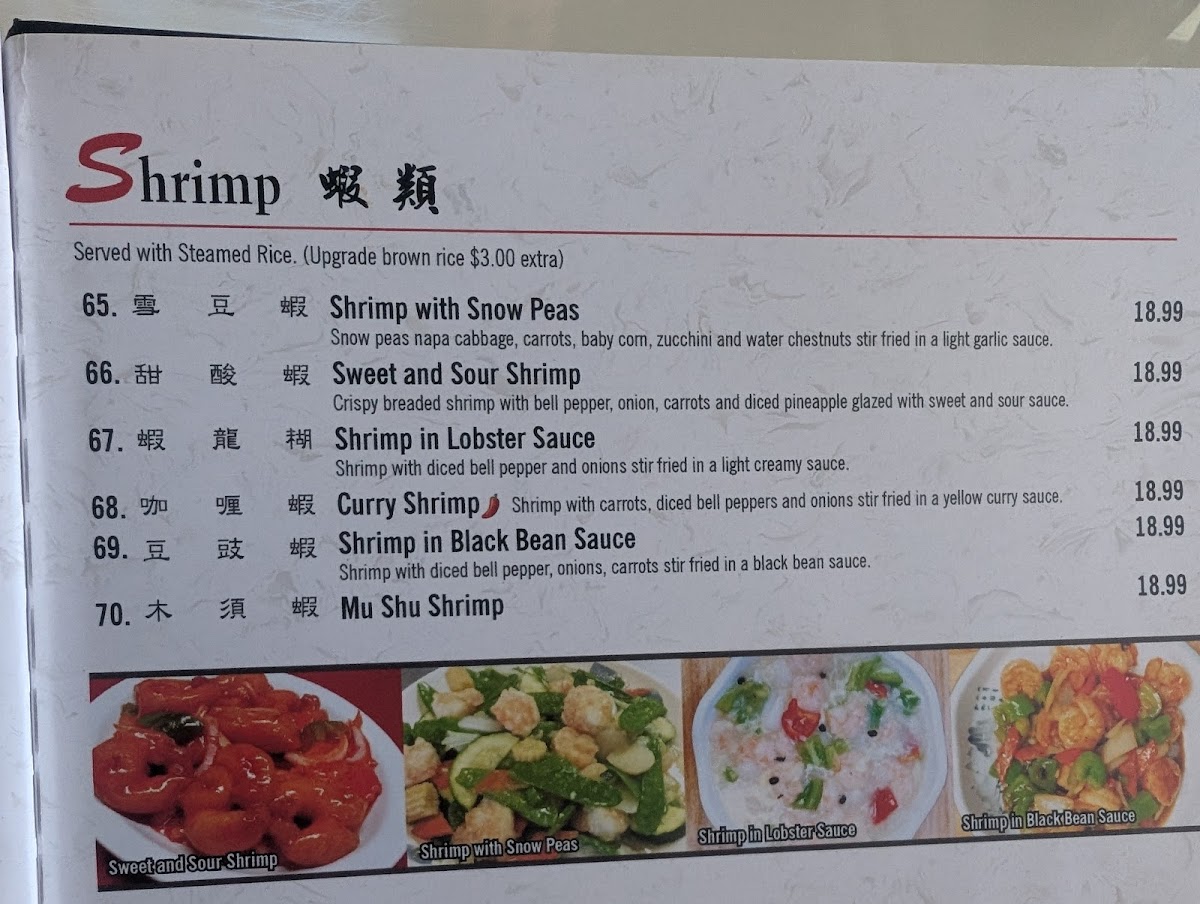 Shrimp 蝦類
Served with Steamed Rice. (Upgrade brown rice $3.00 extra)
65. 雪豆蝦 Shrimp with Snow Peas 18.99
Snow peas napa cabbage, carrots, baby corn, zucchini and water chestnuts stir fried in a light garlic sauce.
66. 甜酸蝦 Sweet and Sour Shrimp 18.99
Crispy breaded shrimp with bell pepper, onion, carrots and diced pineapple glazed with sweet and sour sauce.
67. 蝦龍糊 Shrimp in Lobster Sauce 18.99
Shrimp with diced bell pepper and onions stir fried in a light creamy sauce.
68. 咖喱蝦 Curry Shrimp Shrimp with carrots, diced bell peppers and onions stir fried in a yellow curry sauce. 18.99
69. 豆豉蝦 Shrimp in Black Bean Sauce 18.99
Shrimp with diced bell pepper, onions, carrots stir fried in a black bean sauce.
70. 木須蝦 Mu Shu Shrimp 18.99
Sweet and Sour Shrimp
Shrimp with Snow Peas
Shrimp in Lobster Sauce
Shrimp in Black Bean Sauce